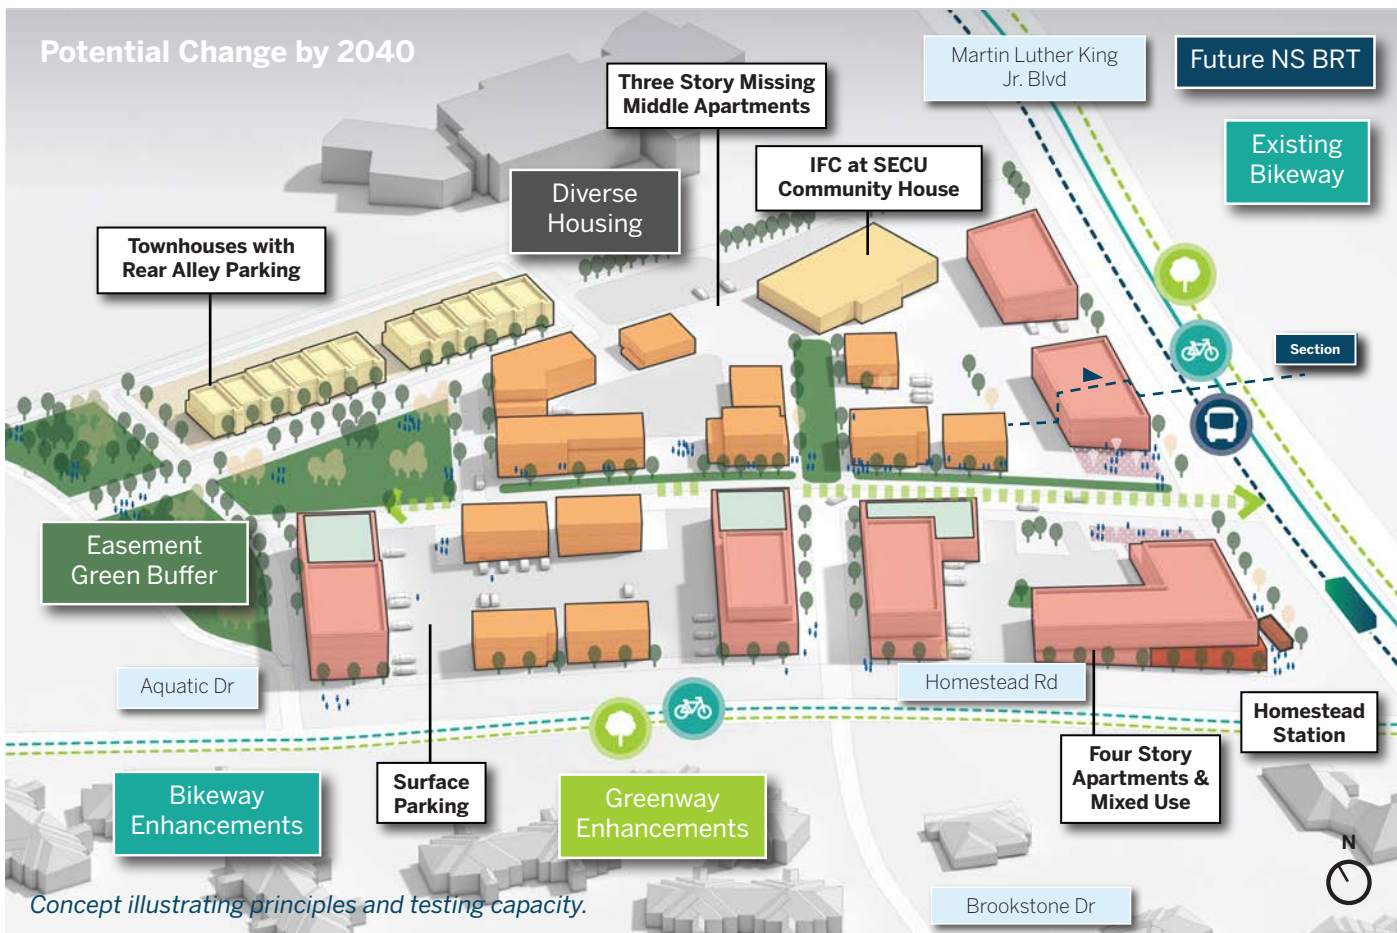 Potential Change by 2040
Martin Luther King
Jr. Blvd
Future NS BRT
Three Story Missing
Middle Apartments
Existing
Bikeway
IFC at SECU
Community House
Diverse
Housing
Townhouses with
Rear Alley Parking
Section
Easement
Green Buffer
Aquatic Dr
Homestead Rd
Homestead
Station
Four Story
Apartments &
Mixed Use
Surface
Parking
Bikeway
Enhancements
Greenway
Enhancements
N
Concept illustrating principles and testing capacity.
Brookstone Dr